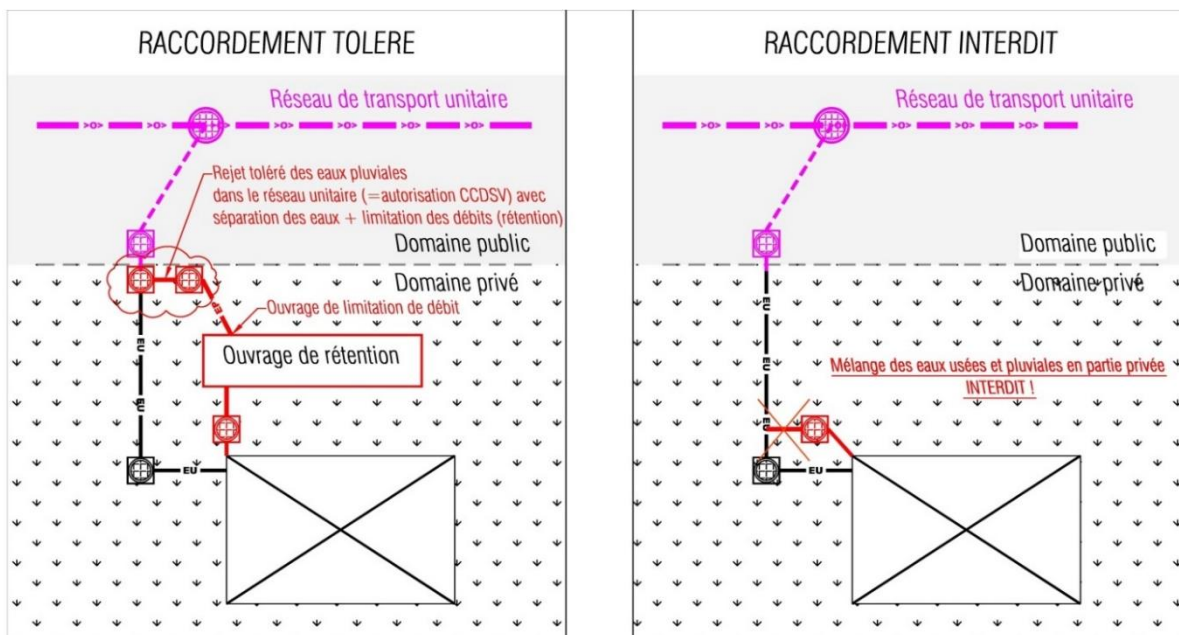 RACCORDEMENT TOLERE
Réseau de transport unitaire
>O> >O> >O> >O> >O> >O>
Rejet toléré des eaux pluviales
dans le réseau unitaire (=autorisation CCDSV) avec
séparation des eaux + limitation des débits (rétention)
Domaine public
Domaine privé
Ouvrage de limitation de débit
EU
Ouvrage de rétention
EU
EU
RACCORDEMENT INTERDIT
Réseau de transport unitaire
>O> >O> >O> >O> >O> >O>
Domaine public
Domaine privé
EU
EU
Mélange des eaux usées et pluviales en partie privée
INTERDIT !
EU
EU